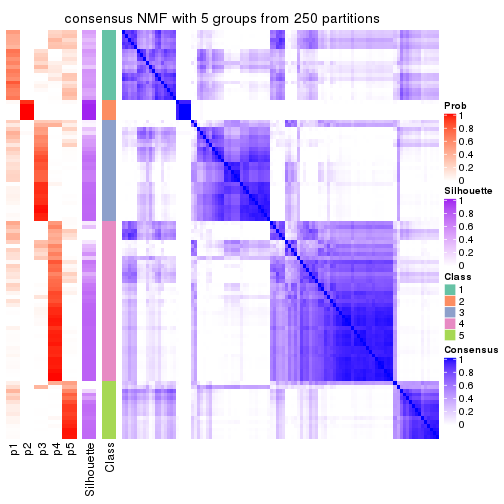 consensus NMF with 5 groups from 250 partitions
p1
p2
p3
p4
p5
Silhouette
Class
Prob
1
0.8
0.6
0.4
0.2
0
Silhouette
1
0.8
0.6
0.4
0.2
0
Class
1
2
3
4
5
Consensus
1
0.8
0.6
0.4
0.2
0